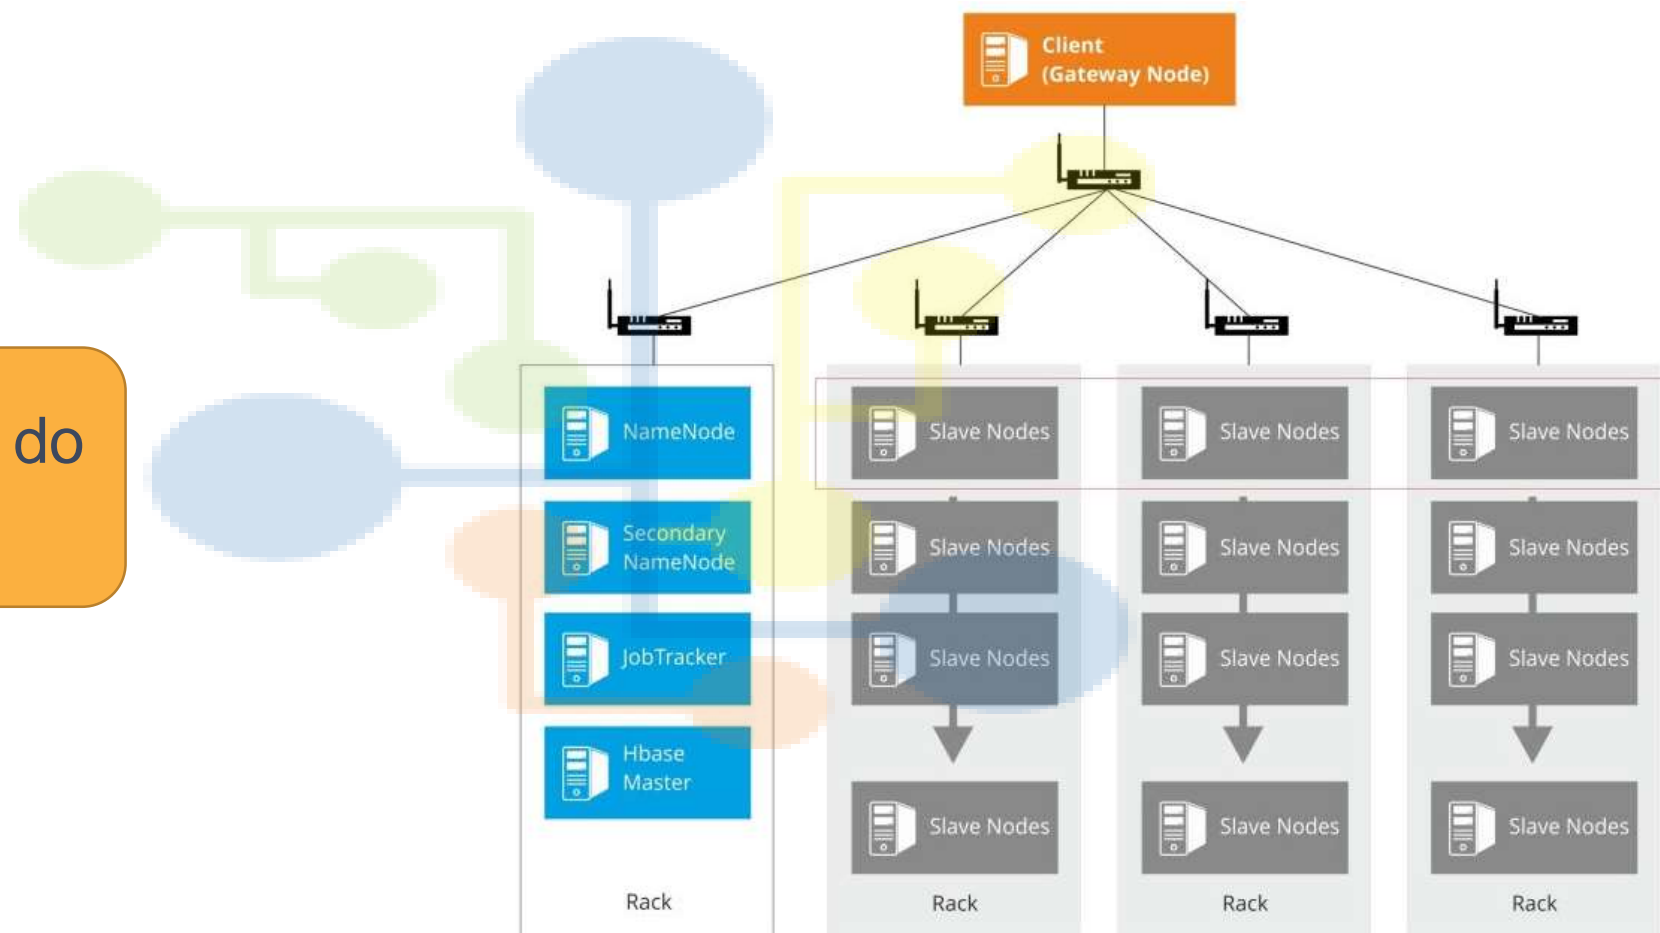 Client
(Gateway Node)
do
NameNode
Slave Nodes
Slave Nodes
Slave Nodes
Secondary
NameNode
Slave Nodes
Slave Nodes
Slave Nodes
JobTracker
Slave Nodes
Slave Nodes
Slave Nodes
Hbase
Master
Slave Nodes
Slave Nodes
Slave Nodes
Rack
Rack
Rack
Rack